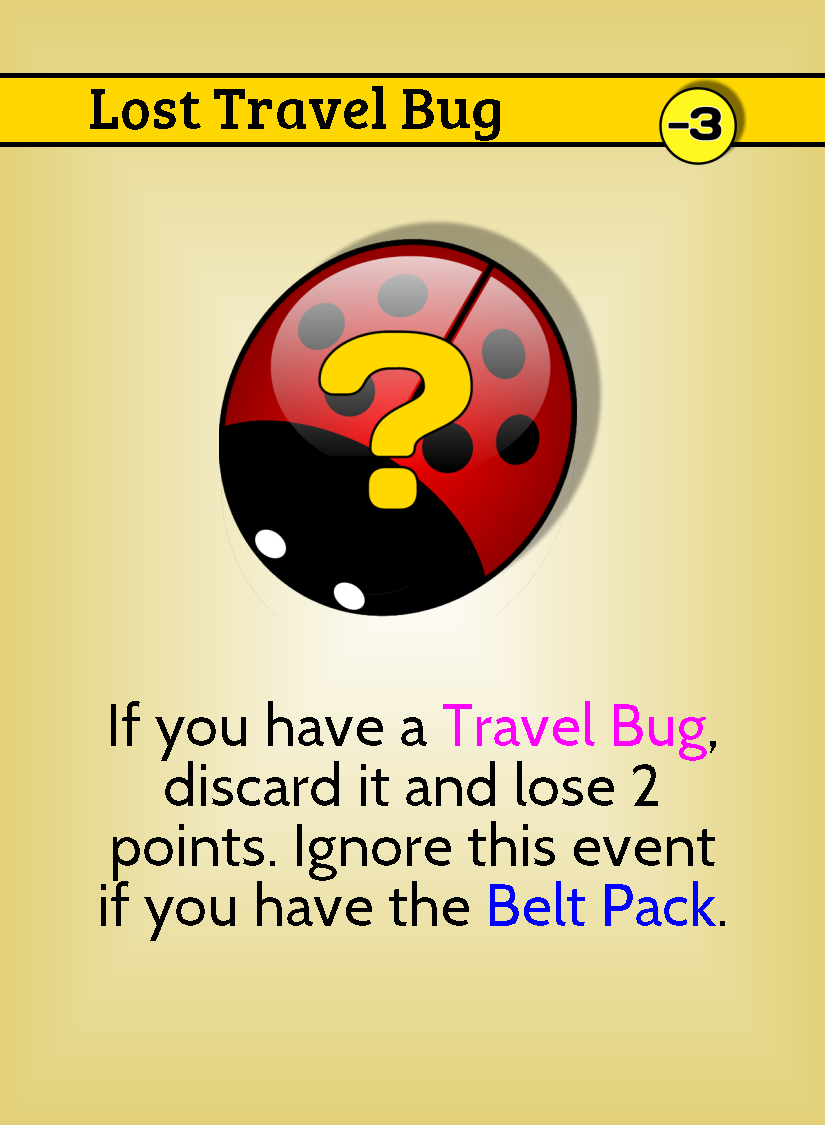 Lost Travel Bug
-3
?
If you have a Travel Bug,
discard it and lose 2
points. Ignore this event
if you have the Belt Pack.